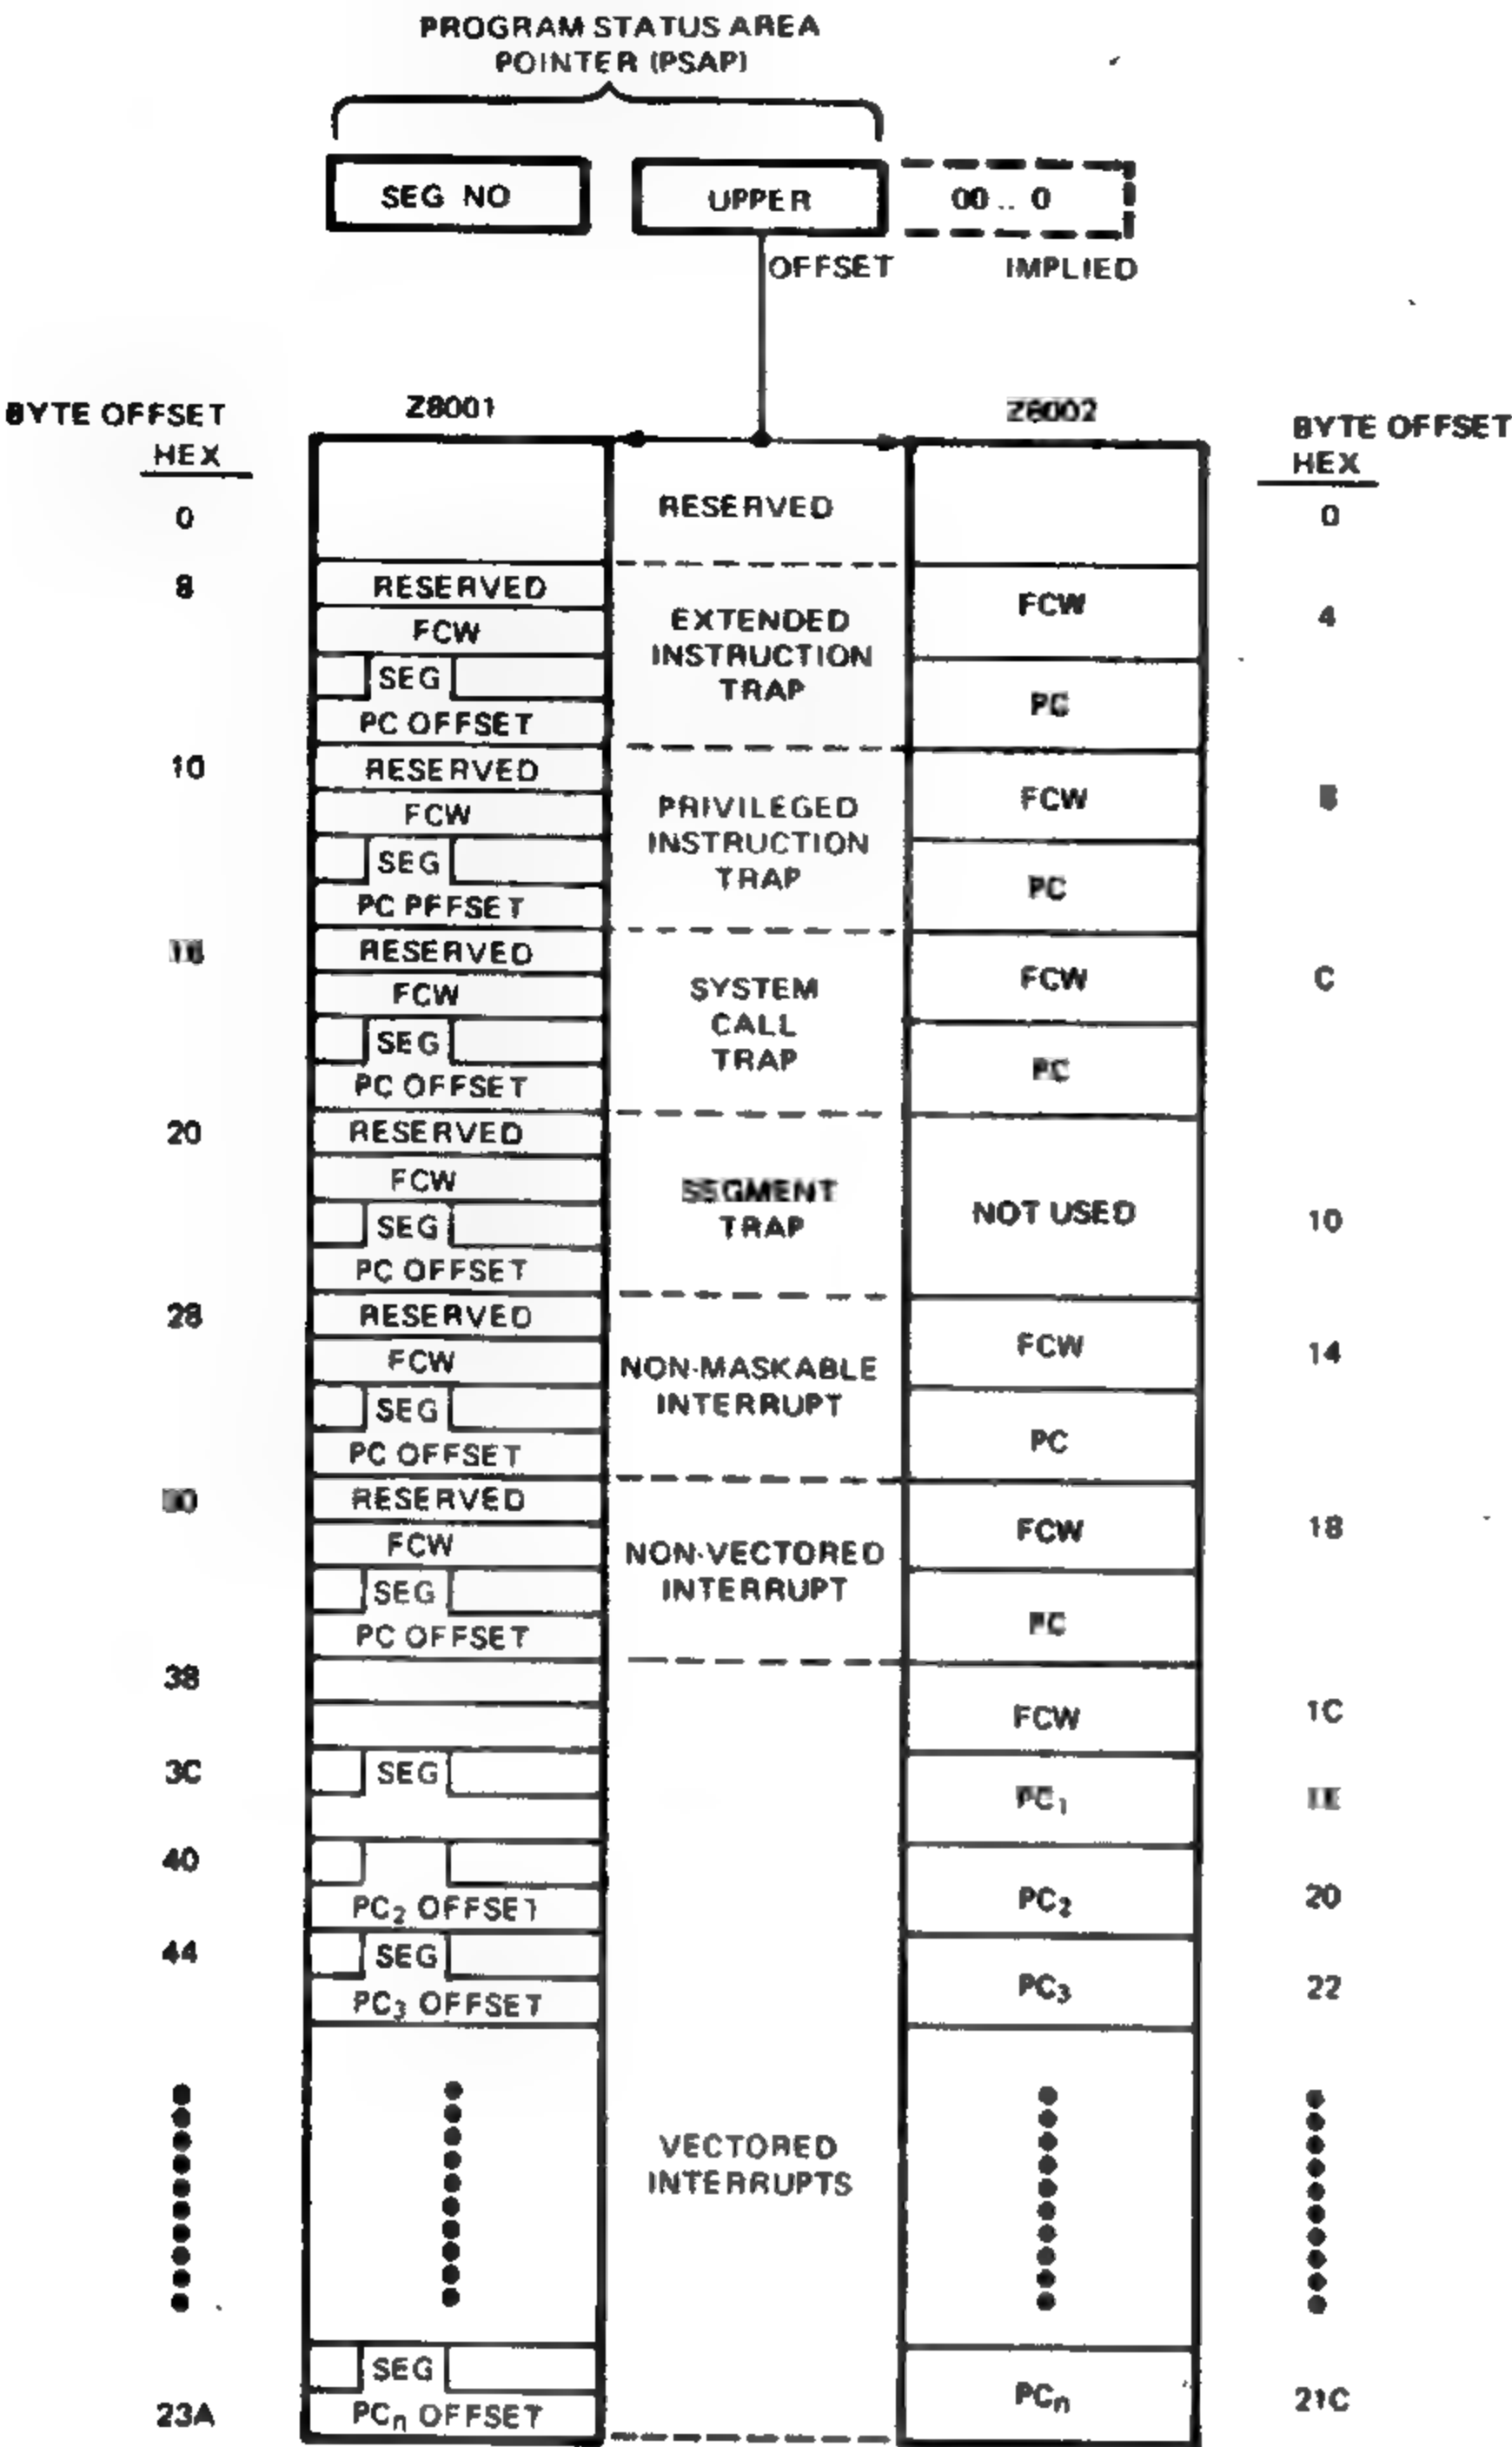 PROGRAM STATUS AREA
POINTER (PSAP)
SEG NO
UPPER
00 .. 0
OFFSET
IMPLIED
BYTE OFFSET
HEX
Z8001
Z8002
BYTE OFFSET
HEX
0
RESERVED
0
8
RESERVED
FCW
SEG
PC OFFSET
EXTENDED
INSTRUCTION
TRAP
FCW
PC
4
10
RESERVED
FCW
SEG
PC PFFSET
PRIVILEGED
INSTRUCTION
TRAP
FCW
PC
RESERVED
FCW
SEG
PC OFFSET
SYSTEM
CALL
TRAP
FCW
PC
C
20
RESERVED
FCW
SEG
PC OFFSET
SEGMENT
TRAP
NOT USED
10
28
RESERVED
FCW
SEG
PC OFFSET
NON-MASKABLE
INTERRUPT
FCW
PC
14
RESERVED
FCW
SEG
PC OFFSET
NON-VECTORED
INTERRUPT
FCW
PC
18
38
3C
SEG
40
PC2 OFFSET
44
SEG
PC3 OFFSET
VECTORED
INTERRUPTS
FCW
1C
PC1
1E
PC2
20
PC3
22
SEG
23A
PCn OFFSET
PCn
21C